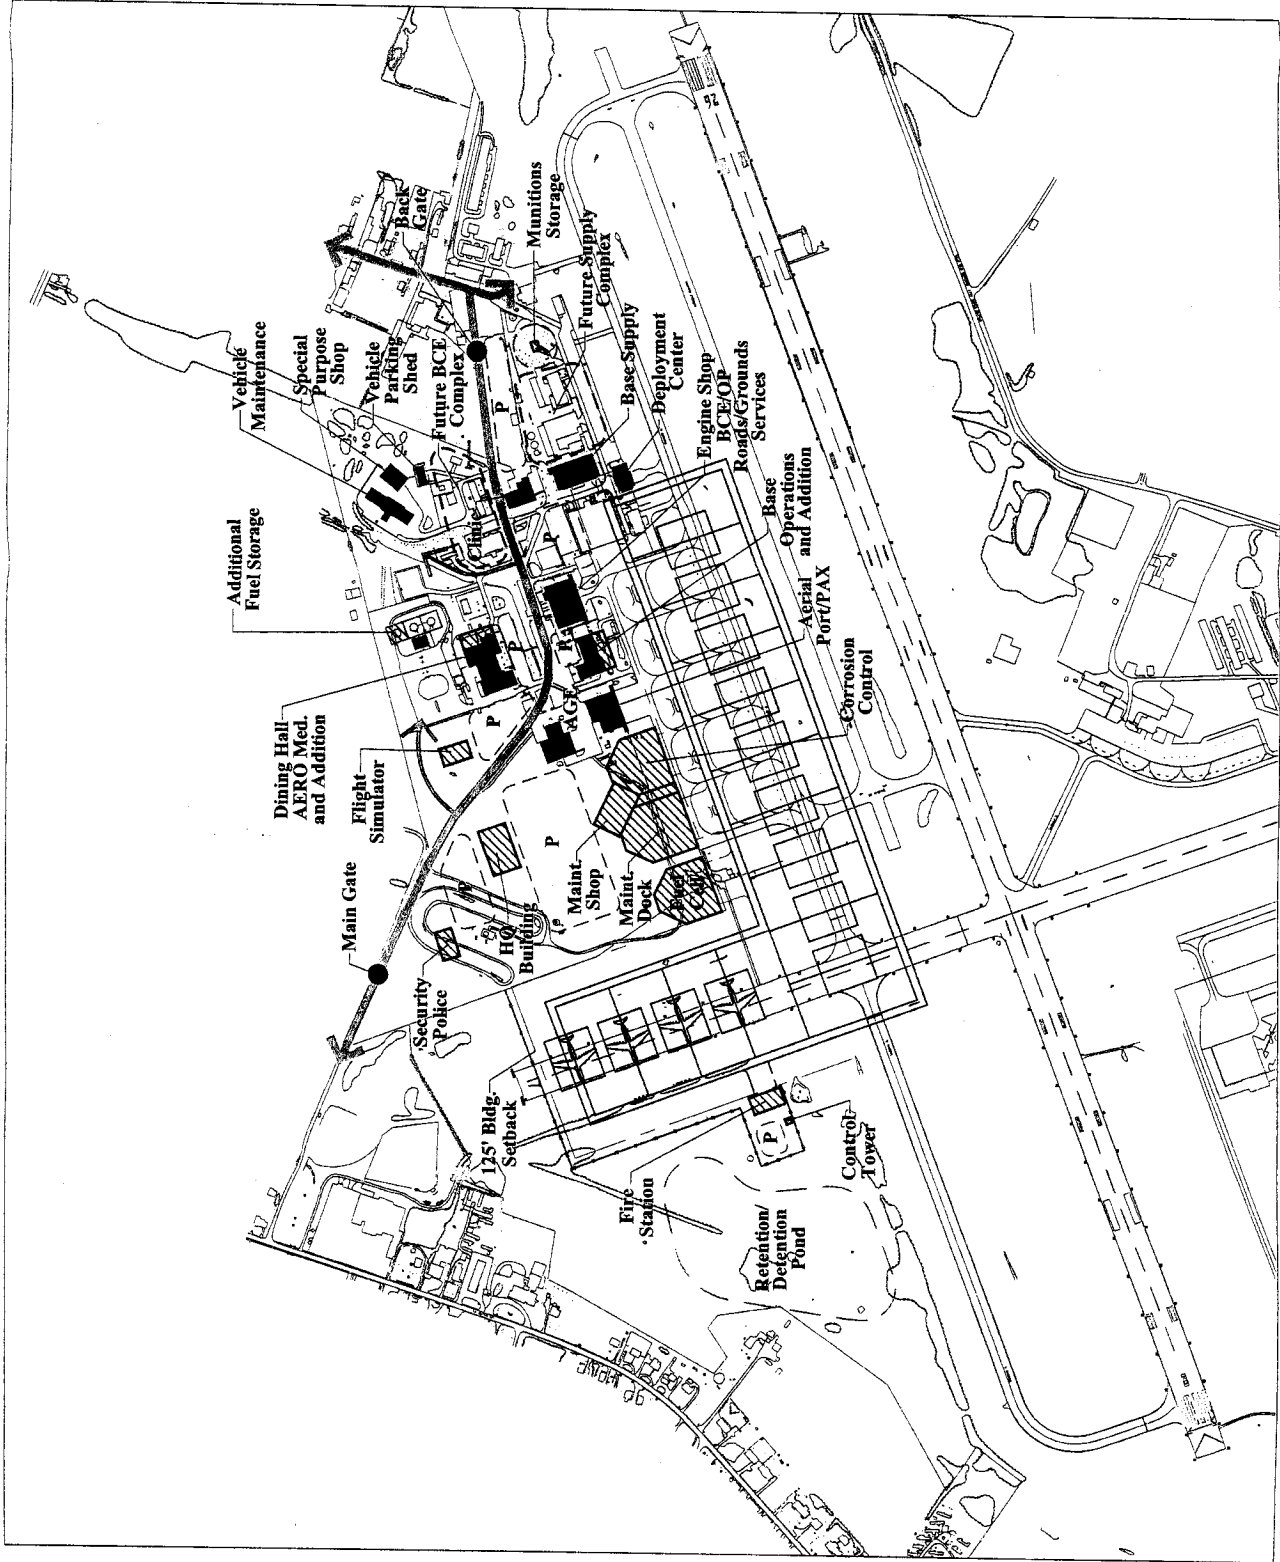 Vehicle
Maintenance
Special
Purpose
Shop
Vehicle
Parking
Shed
Back
Gate
Future BCE
Complex
Munitions
Storage
Future Supply
Complex
Base Supply
Deployment
Center
Engine Shop
BCE/OP
Roads/Grounds
Services
Base
Operations
and Addition
Aerial
Port/PAX
Corrosion
Control
Additional
Fuel Storage
Clinic
Dining Hall
AERO Med.
and Addition
Flight
Simulator
AGE
P
P
P
P
P
P
Main Gate
Maint.
Shop
Maint.
Dock
Fuel
Cell
HQ
Building
Security
Police
125' Bldg.
Setback
Fire
Station
P
Control
Tower
Retention/
Detention
Pond
26